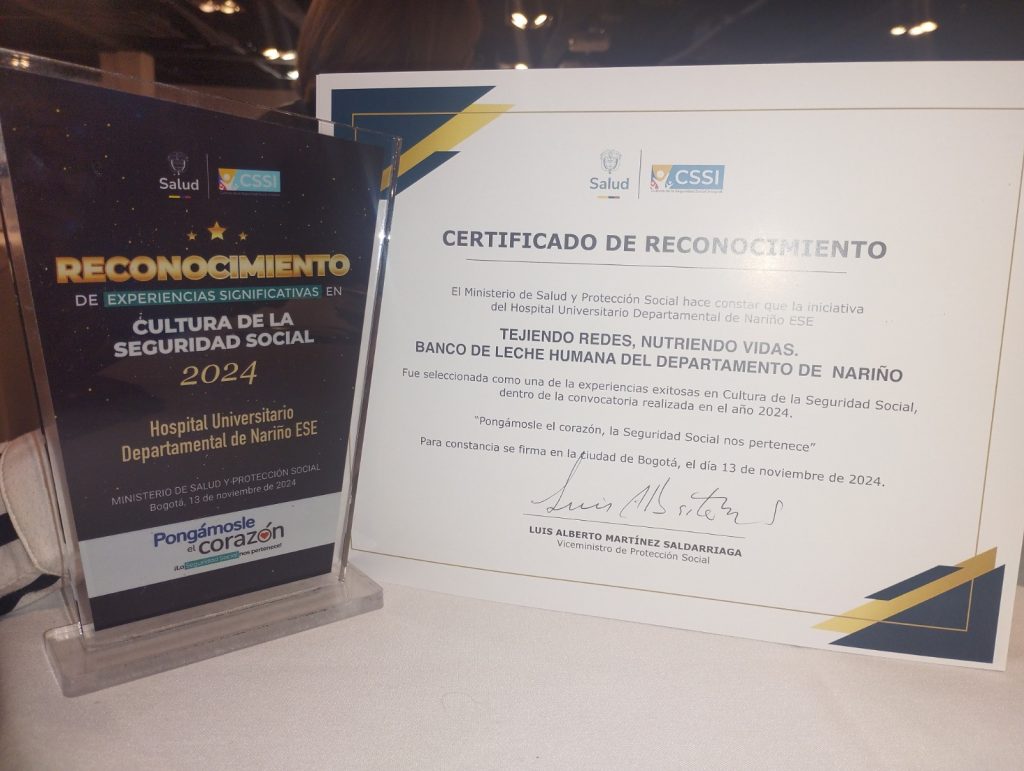 Salud
CSSI
RECONOCIMIENTO
DE EXPERIENCIAS SIGNIFICATIVAS EN
CULTURA DE LA
SEGURIDAD SOCIAL
2024
Hospital Universitario
Departamental de Nariño ESE
MINISTERIO DE SALUD Y PROTECCIÓN SOCIAL
Bogotá, 13 de noviembre de 2024
Pongámosle
el corazón
¡La Seguridad Social nos pertenece!
Salud
CSSI
CERTIFICADO DE RECONOCIMIENTO
El Ministerio de Salud y Protección Social hace constar que la iniciativa
del Hospital Universitario Departamental de Nariño ESE
TEJIENDO REDES, NUTRIENDO VIDAS.
BANCO DE LECHE HUMANA DEL DEPARTAMENTO DE NARIÑO
Fue seleccionada como una de la experiencias exitosas en Cultura de la Seguridad Social,
dentro de la convocatoria realizada en el año 2024.
"Pongámosle el corazón, la Seguridad Social nos pertenece"
Para constancia se firma en la ciudad de Bogotá, el día 13 de noviembre de 2024.
LUIS ALBERTO MARTÍNEZ SALDARRIAGA
Viceministro de Protección Social